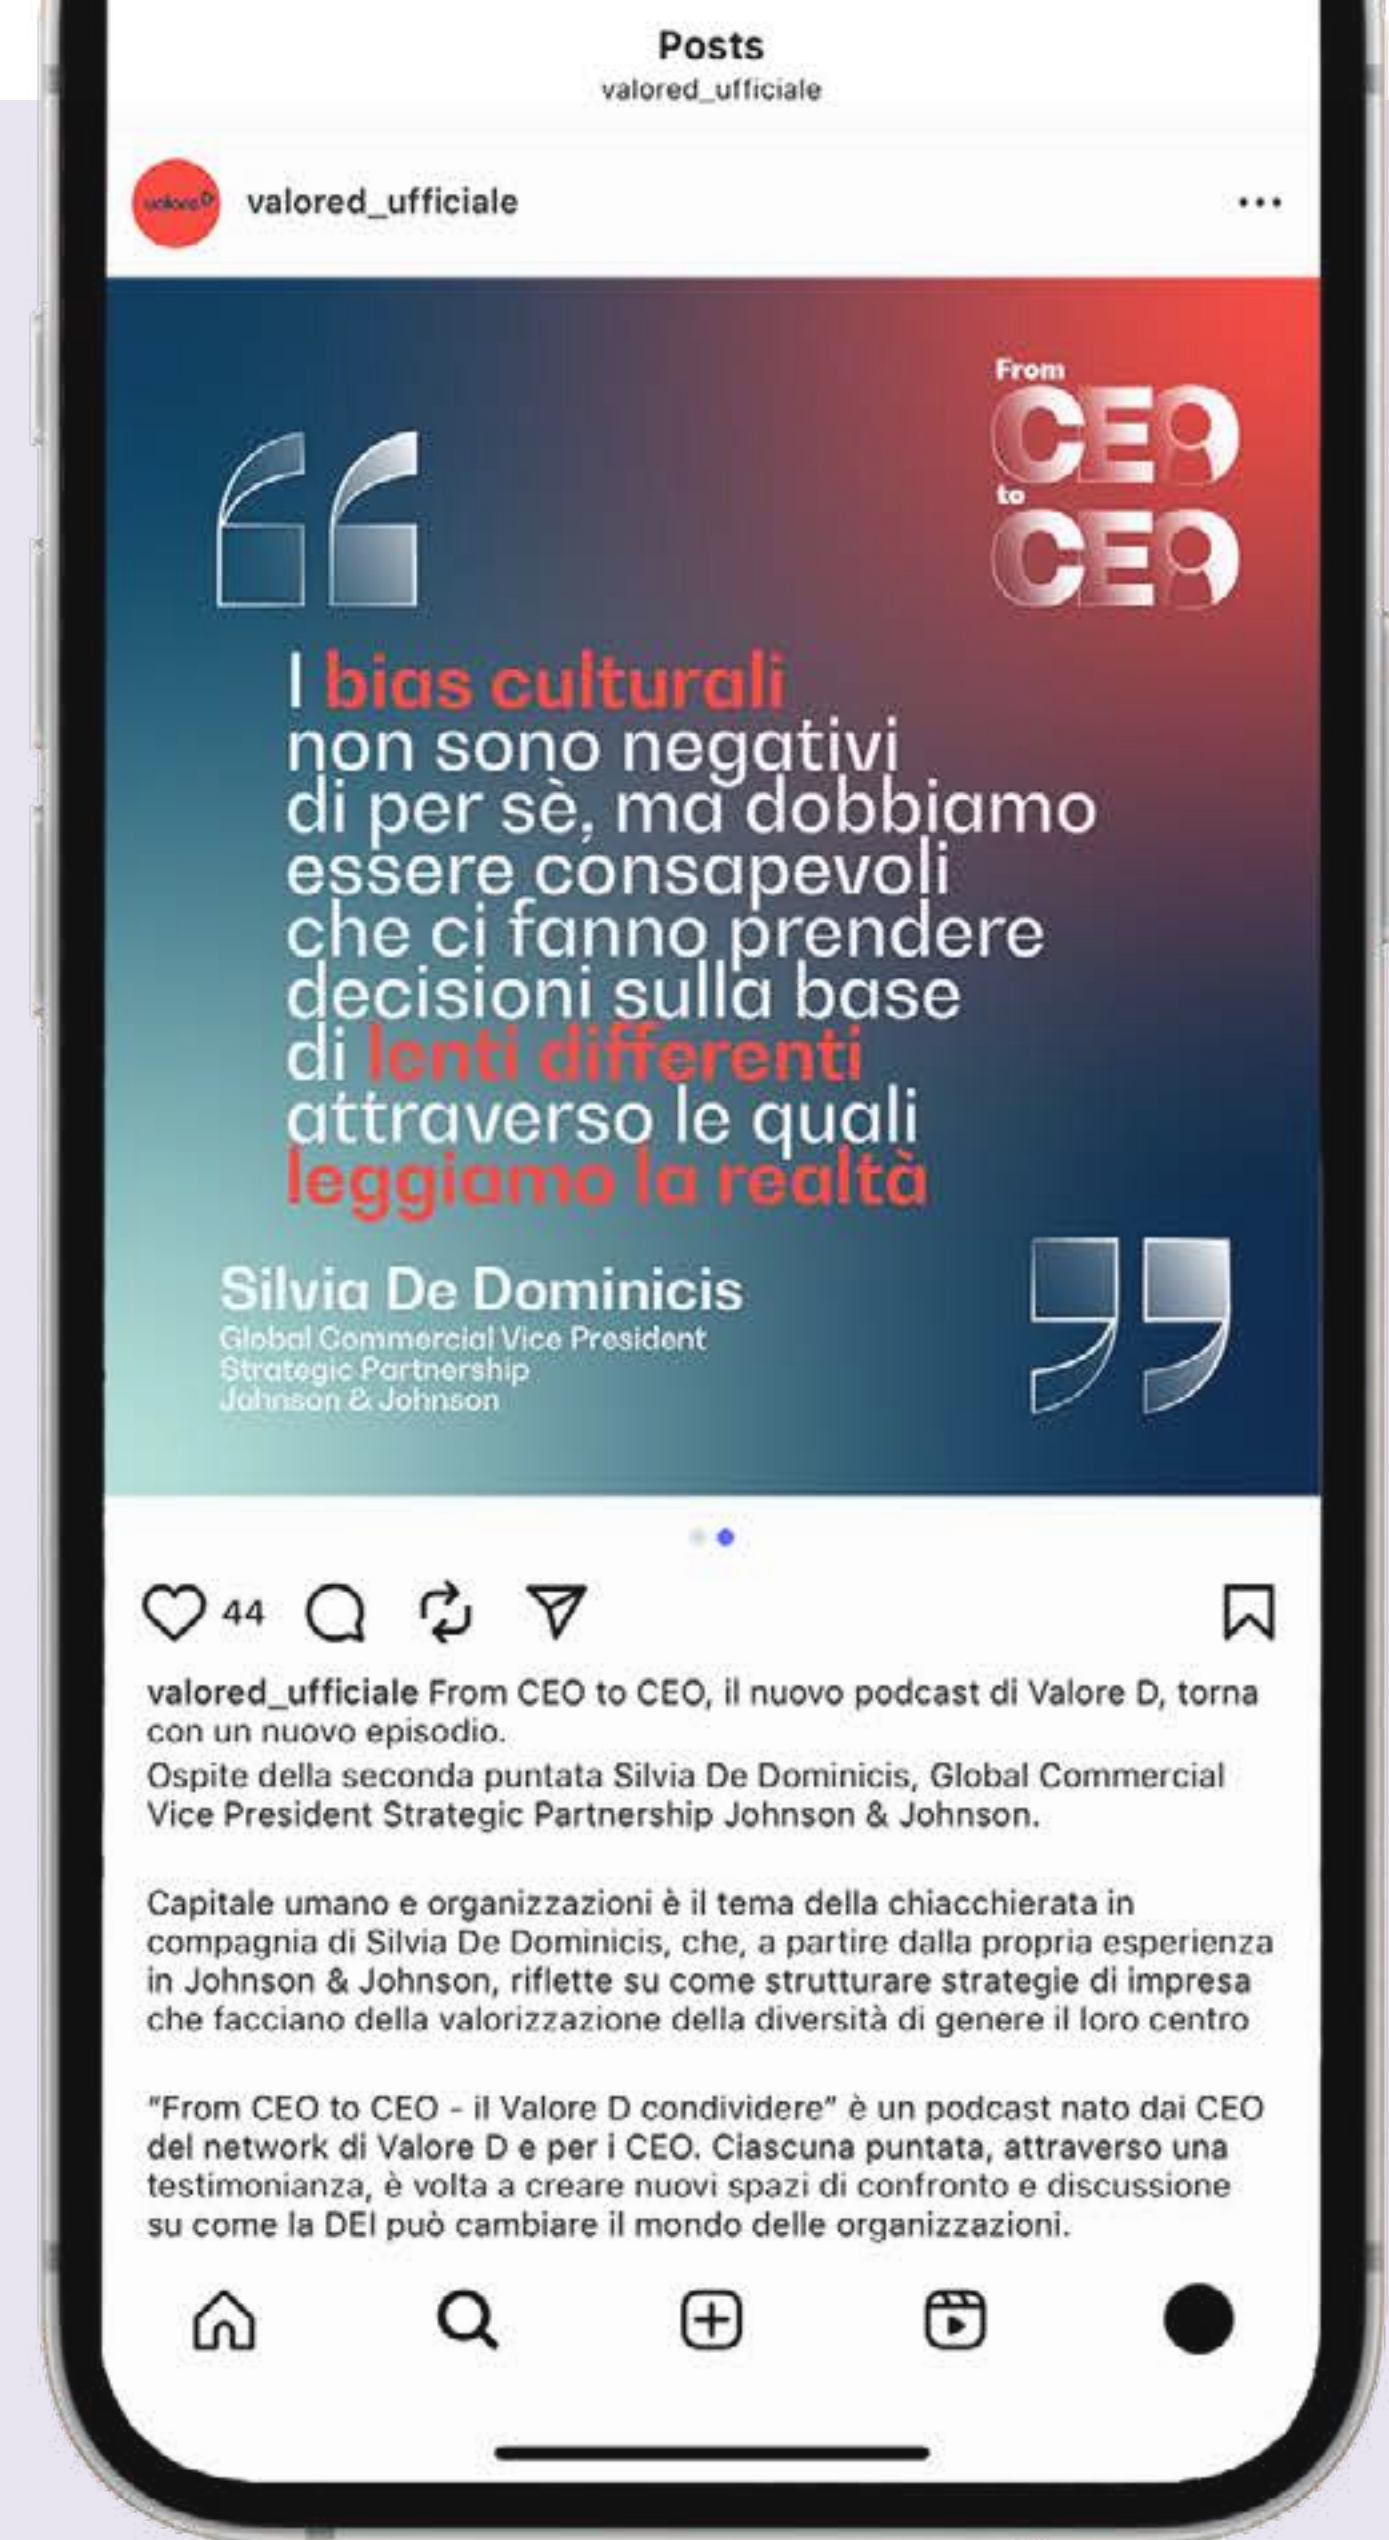 Posts
valored_ufficiale
valore D
valored_ufficiale
From
CEO
to
CEO
I bias culturali
non sono negativi
di per sè, ma dobbiamo
essere consapevoli
che ci fanno prendere
decisioni sulla base
di lenti differenti
attraverso le quali
leggiamo la realtà
Silvia De Dominicis
Global Commercial Vice President
Strategic Partnership
Johnson & Johnson
44
valored_ufficiale From CEO to CEO, il nuovo podcast di Valore D, torna
con un nuovo episodio.
Ospite della seconda puntata Silvia De Dominicis, Global Commercial
Vice President Strategic Partnership Johnson & Johnson.
Capitale umano e organizzazioni è il tema della chiacchierata in
compagnia di Silvia De Dominicis, che, a partire dalla propria esperienza
in Johnson & Johnson, riflette su come strutturare strategie di impresa
che facciano della valorizzazione della diversità di genere il loro centro
"From CEO to CEO - il Valore D condividere" è un podcast nato dai CEO
del network di Valore D e per i CEO. Ciascuna puntata, attraverso una
testimonianza, è volta a creare nuovi spazi di confronto e discussione
su come la DEI può cambiare il mondo delle organizzazioni.